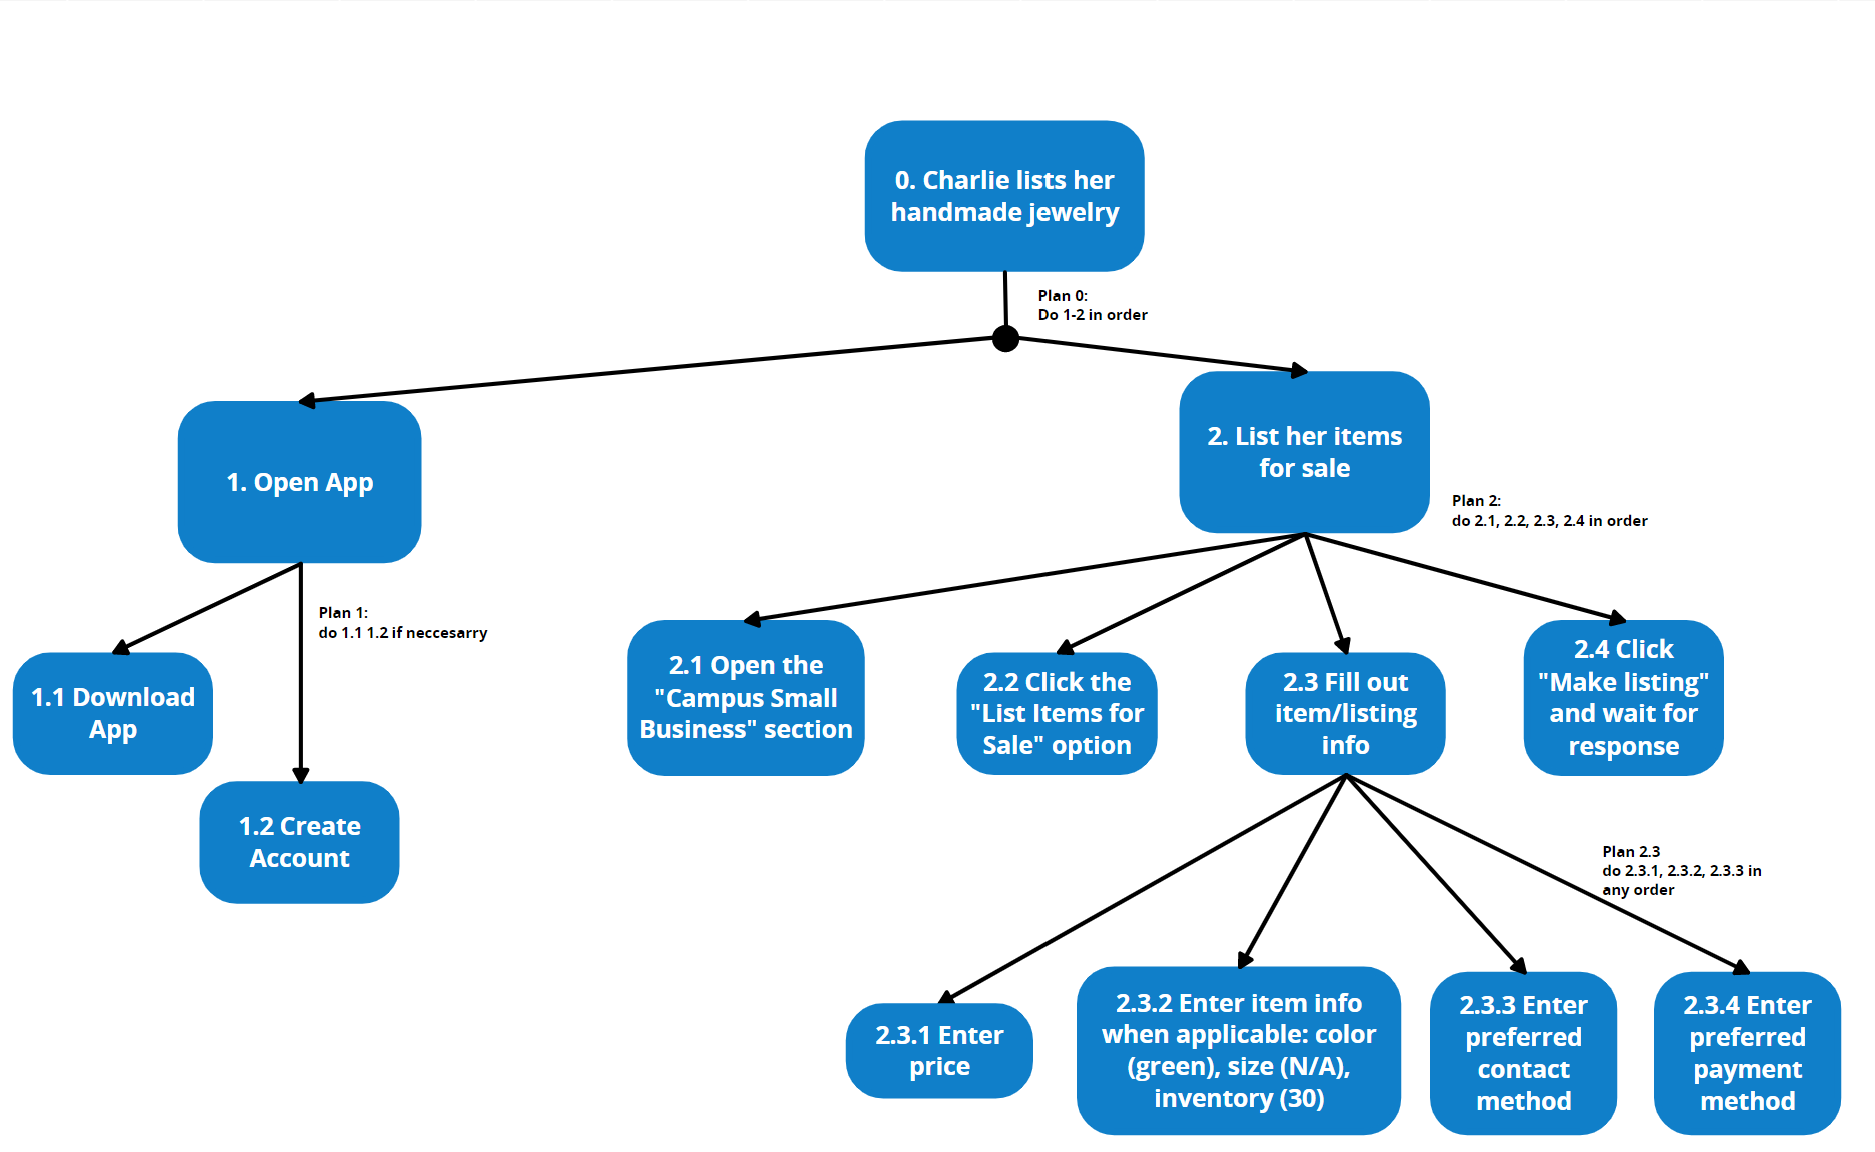 0. Charlie lists her
handmade jewelry
Plan 0:
Do 1-2 in order
1. Open App
2. List her items
for sale
Plan 2:
do 2.1, 2.2, 2.3, 2.4 in order
Plan 1:
do 1.1 1.2 if neccesarry
1.1 Download
App
1.2 Create
Account
2.1 Open the
"Campus Small
Business" section
2.2 Click the
"List Items for
Sale" option
2.3 Fill out
item/listing
info
2.4 Click
"Make listing"
and wait for
response
Plan 2.3
do 2.3.1, 2.3.2, 2.3.3 in
any order
2.3.1 Enter
price
2.3.2 Enter item info
when applicable: color
(green), size (N/A),
inventory (30)
2.3.3 Enter
preferred
contact
method
2.3.4 Enter
preferred
payment
method